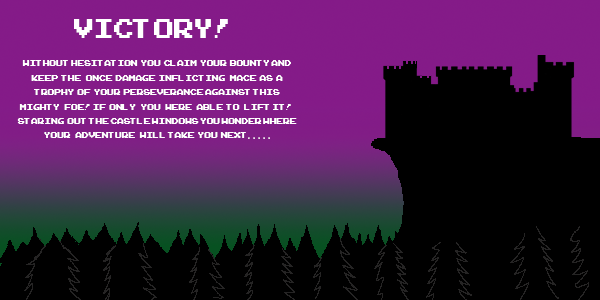 VICTORY!
WITHOUT HESITATION YOU CLAIM YOUR BOUNTY AND
KEEP THE ONCE DAMAGE INFLICTING MACE AS A
TROPHY OF YOUR PERSEVERANCE AGAINST THIS
MIGHTY FOE! IF ONLY YOU WERE ABLE TO LIFT IT!
STARING OUT THE CASTLE WINDOWS YOU WONDER WHERE
YOUR ADVENTURE WILL TAKE YOU NEXT.....